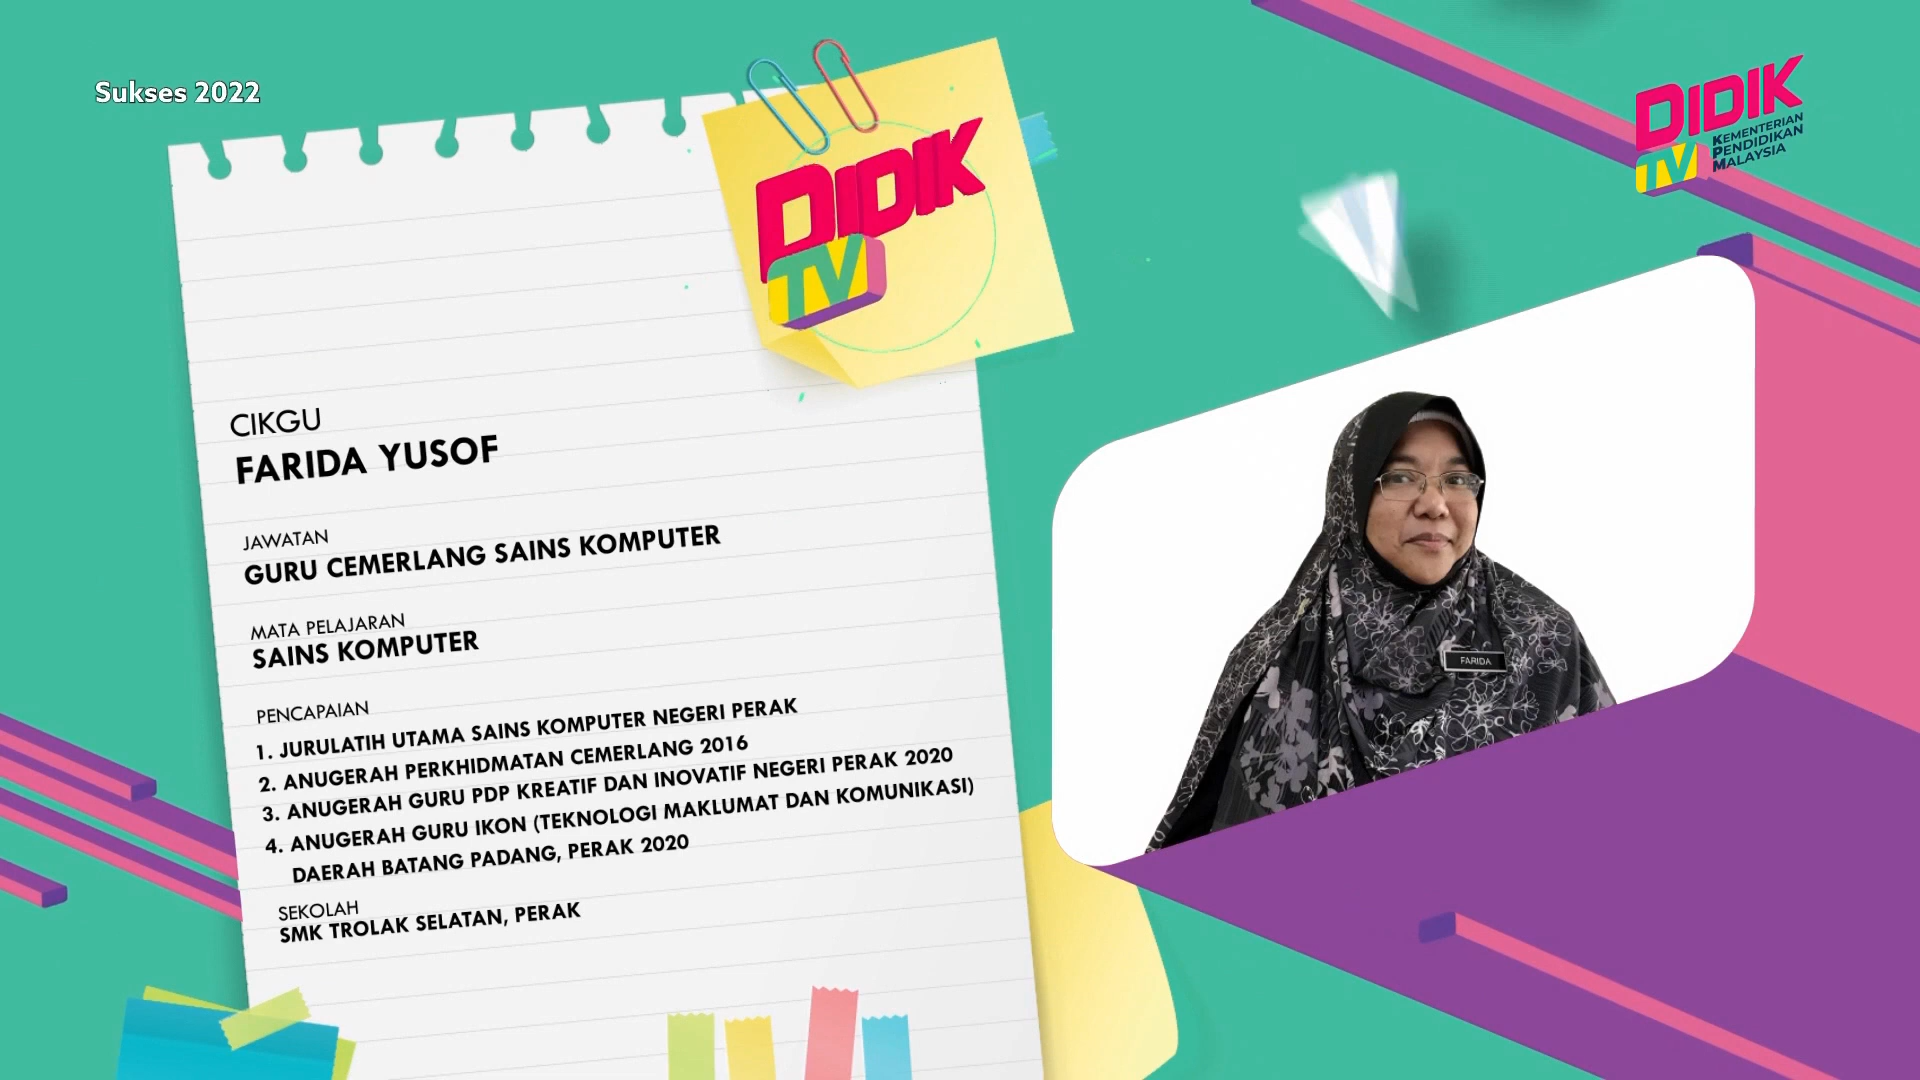 Sukses 2022
DIDIK
TV
DIDIK
TV
KEMENTERIAN
PENDIDIKAN
MALAYSIA
CIKGU
FARIDA YUSOF
JAWATAN
GURU CEMERLANG SAINS KOMPUTER
MATA PELAJARAN
SAINS KOMPUTER
PENCAPAIAN
1. JURULATIH UTAMA SAINS KOMPUTER NEGERI PERAK
2. ANUGERAH PERKHIDMATAN CEMERLANG 2016
3. ANUGERAH GURU PDP KREATIF DAN INOVATIF NEGERI PERAK 2020
4. ANUGERAH GURU IKON (TEKNOLOGI MAKLUMAT DAN KOMUNIKASI)
DAERAH BATANG PADANG, PERAK 2020
SEKOLAH
SMK TROLAK SELATAN, PERAK
FARIDA